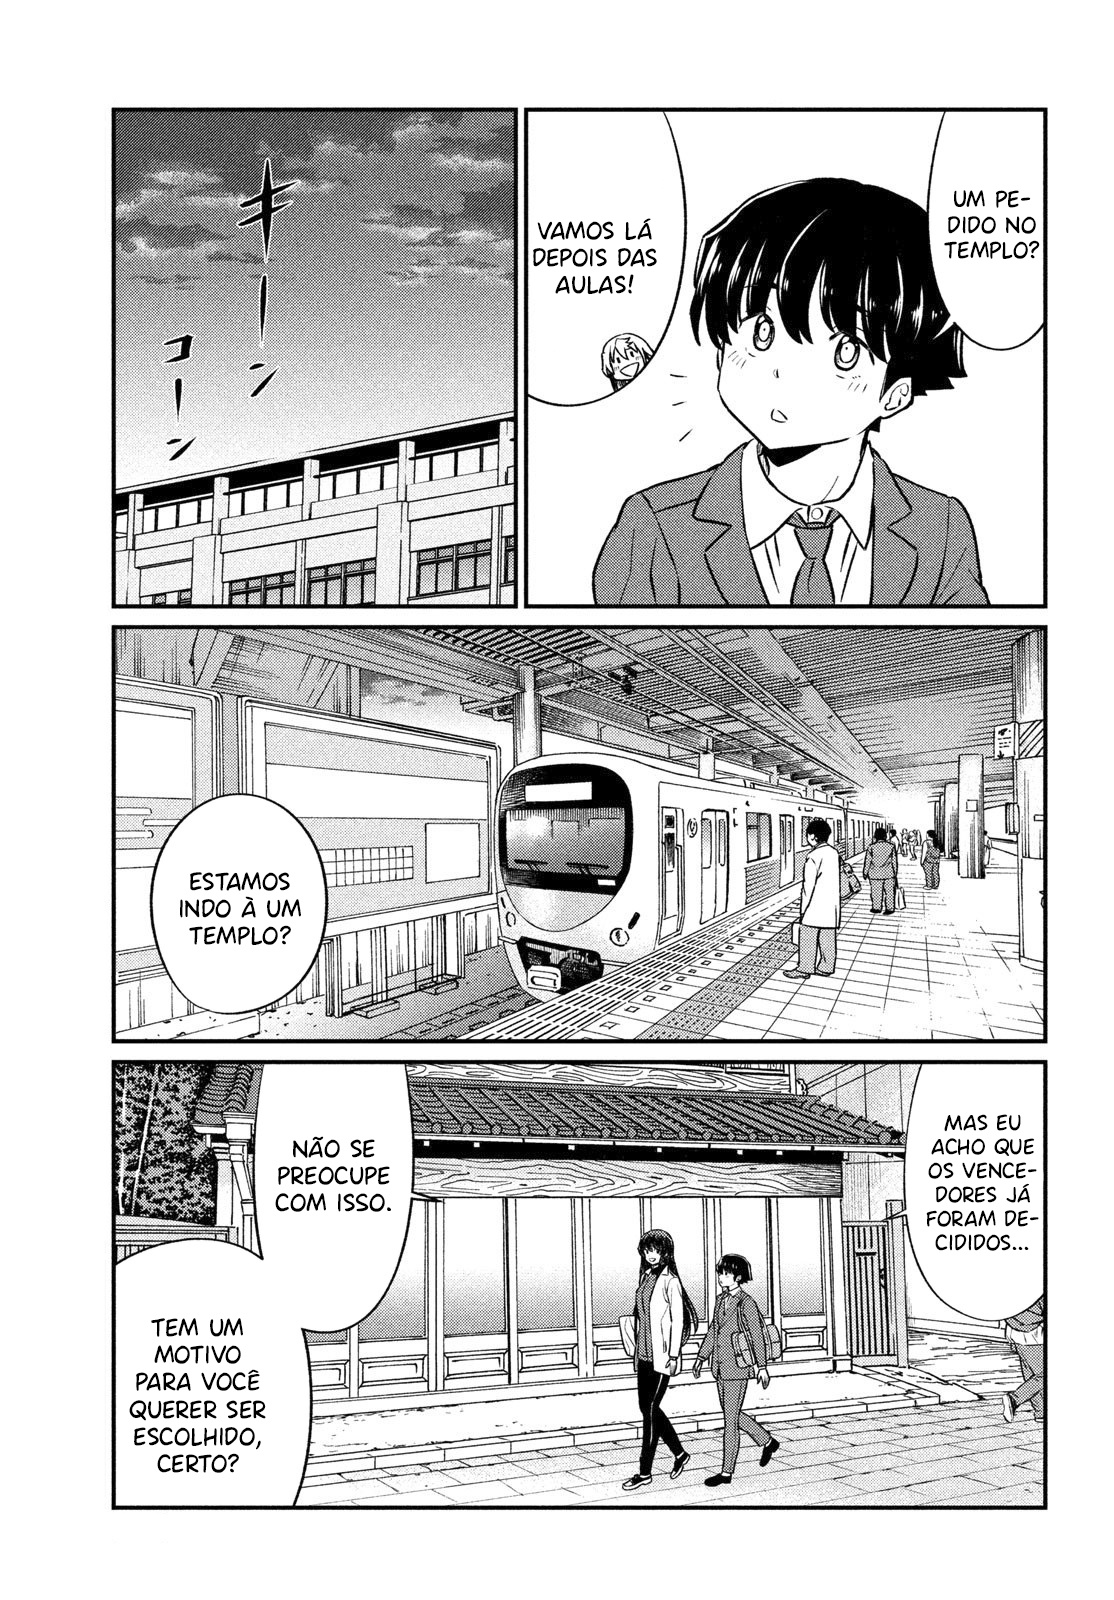 UM PE-
DIDO NO
TEMPLO?
VAMOS LÁ
DEPOIS DAS
AULAS!
キーン
コーン
ESTAMOS
INDO À UM
TEMPLO?
MAS EU
ACHO QUE
OS VENCE-
DORES JÁ
FORAM DE-
CIDIDOS...
NÃO SE
PREOCUPE
COM ISSO.
TEM UM
MOTIVO
PARA VOCÊ
QUERER SER
ESCOLHIDO,
CERTO?